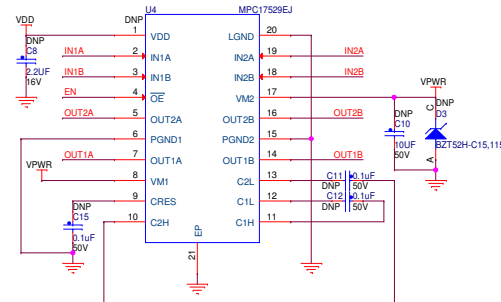 U4
DNP
MPC17529EJ
VDD
1 VDD LGND 20
DNP
C8
2.2UF
16V
IN1A 2 IN1A IN2A 19 IN2A
IN1B 3 IN1B IN2B 18 IN2B
EN 4 OE VM2 17
VPWR
OUT2A 5 OUT2A OUT2B 16 OUT2B
DNP
C10
10UF
50V
C
DNP
D3
BZT52H-C15,115
A
6 PGND1 PGND2 15
OUT1A 7 OUT1A OUT1B 14 OUT1B
VPWR
8 VM1 C2L 13
C11 0.1uF
DNP 50V
9 CRES C1L 12
C12 0.1uF
DNP 50V
10 C2H C1H 11
DNP
C15
0.1uF
50V
EP
21